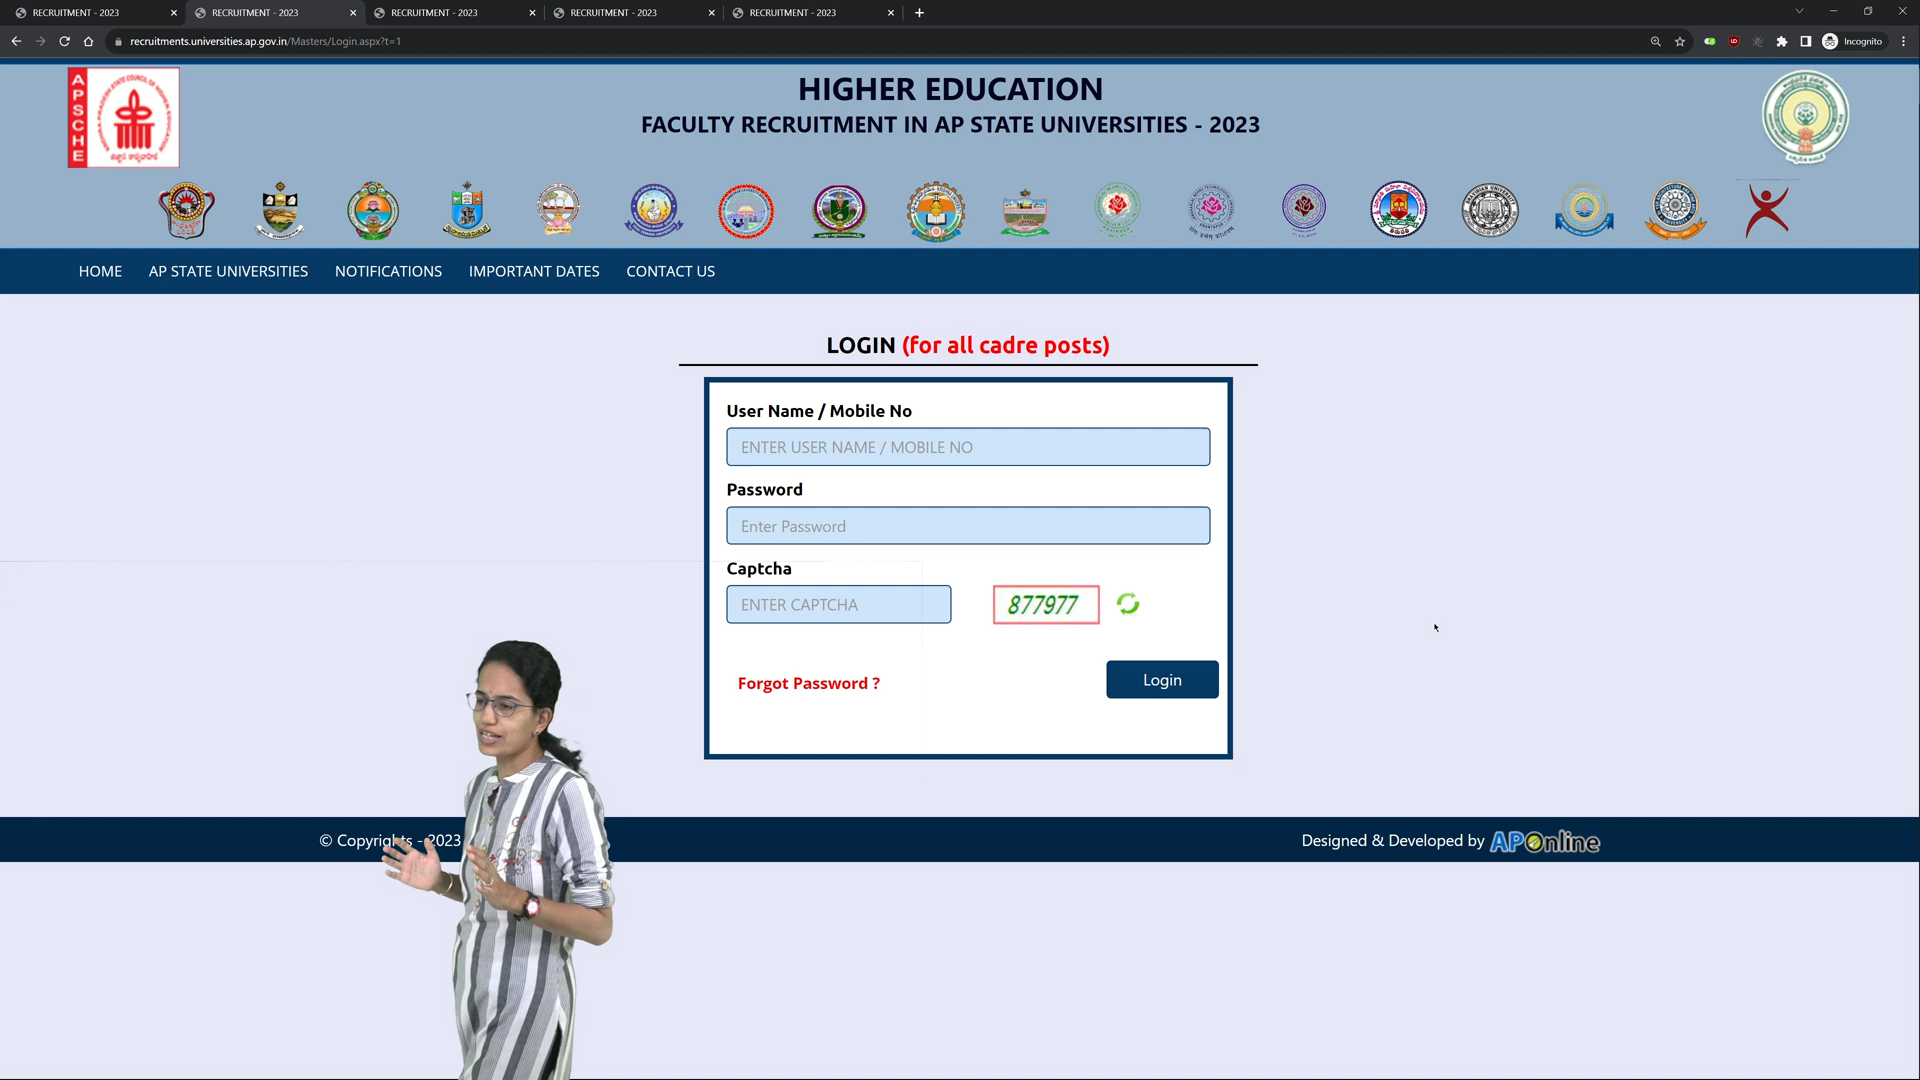 RECRUITMENT - 2023
RECRUITMENT - 2023
RECRUITMENT - 2023
RECRUITMENT - 2023
RECRUITMENT - 2023
recruitments.universities.ap.gov.in/Masters/Login.aspx?t=1
Incognito
APSCHE
HIGHER EDUCATION
FACULTY RECRUITMENT IN AP STATE UNIVERSITIES - 2023
HOME AP STATE UNIVERSITIES NOTIFICATIONS IMPORTANT DATES CONTACT US
LOGIN (for all cadre posts)
User Name / Mobile No
ENTER USER NAME / MOBILE NO
Password
Enter Password
Captcha
ENTER CAPTCHA
877977
Forgot Password ?
Login
© Copyrights - 2023
Designed & Developed by APOnline